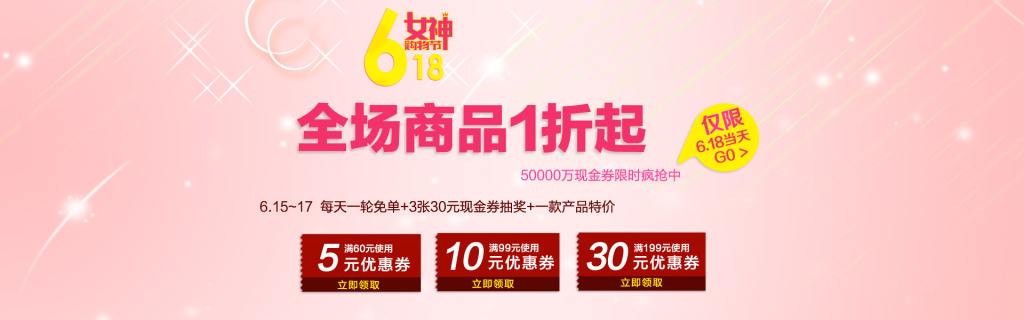 女神
购物节
618
全场商品1折起
仅限
6.18当天
GO >
50000万现金券限时疯抢中
6.15~17 每天一轮免单+3张30元现金券抽奖+一款产品特价
5 满60元使用
元优惠券
立即领取
10 满99元使用
元优惠券
立即领取
30 满199元使用
元优惠券
立即领取